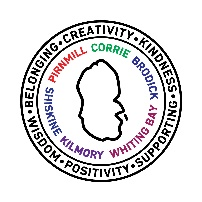 BELONGING • CREATIVITY • KINDNESS • SUPPORTING • POSITIVITY • WISDOM •
PIRNMILL CORRIE BRODICK WHITING BAY KILMORY SHISKINE